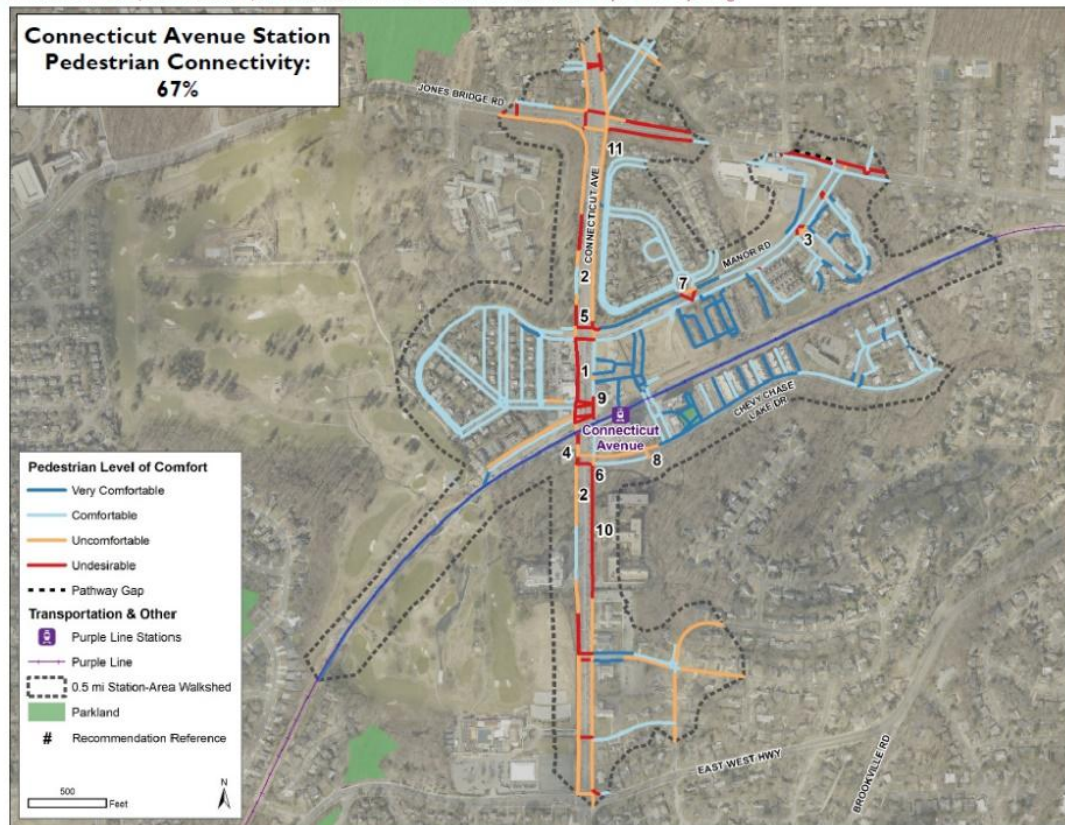 Connecticut Avenue Station
Pedestrian Connectivity:
67%
JONES BRIDGE RD
11
CONNECTICUT AVE
MANOR RD
3
2
7
5
1
9
Connecticut
Avenue
CHEVY CHASE
LAKE DR
4
8
6
2
10
EAST WEST HWY
BROOKVILLE RD
Pedestrian Level of Comfort
Very Comfortable
Comfortable
Uncomfortable
Undesirable
Pathway Gap
Transportation & Other
Purple Line Stations
Purple Line
0.5 mi Station-Area Walkshed
Parkland
# Recommendation Reference
500
Feet
N